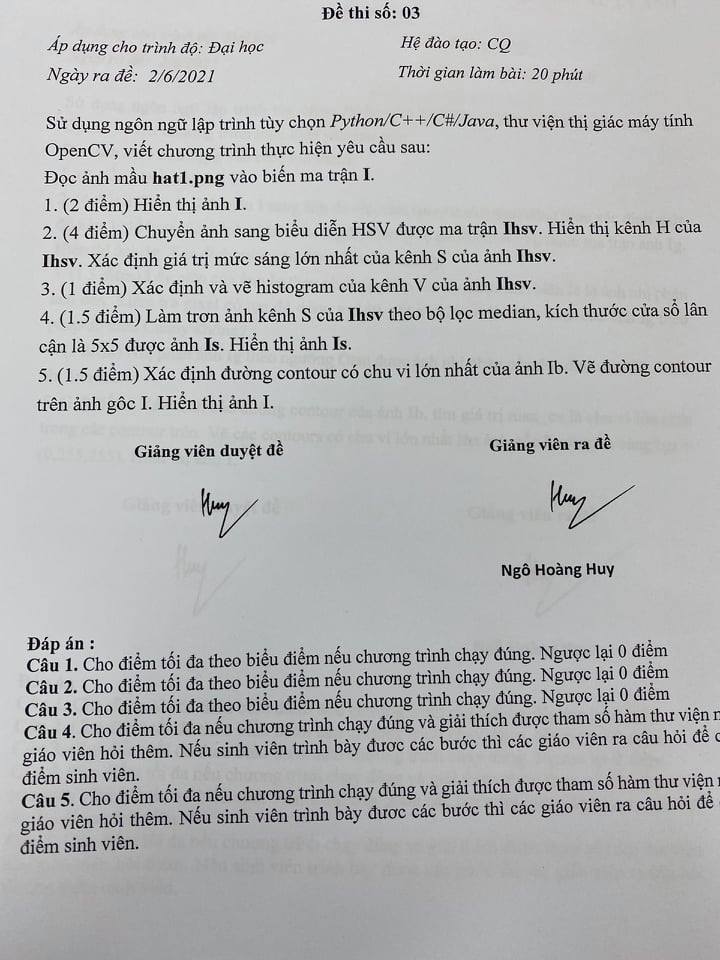 Đề thi số: 03
Áp dụng cho trình độ: Đại học Hệ đào tạo: CQ
Ngày ra đề: 2/6/2021 Thời gian làm bài: 20 phút
Sử dụng ngôn ngữ lập trình tùy chọn Python/C++/C#/Java, thư viện thị giác máy tính
OpenCV, viết chương trình thực hiện yêu cầu sau:
Đọc ảnh mầu hat1.png vào biến ma trận I.
1. (2 điểm) Hiển thị ảnh I.
2. (4 điểm) Chuyển ảnh sang biểu diễn HSV được ma trận Ihsv. Hiển thị kênh H của
Ihsv. Xác định giá trị mức sáng lớn nhất của kênh S của ảnh Ihsv.
3. (1 điểm) Xác định và vẽ histogram của kênh V của ảnh Ihsv.
4. (1.5 điểm) Làm trơn ảnh kênh S của Ihsv theo bộ lọc median, kích thước cửa sổ lân
cận là 5x5 được ảnh Is. Hiển thị ảnh Is.
5. (1.5 điểm) Xác định đường contour có chu vi lớn nhất của ảnh Ib. Vẽ đường contour
trên ảnh gôc I. Hiển thị ảnh I.
Giảng viên duyệt đề Giảng viên ra đề
Huy Huy
Ngô Hoàng Huy
Đáp án :
Câu 1. Cho điểm tối đa theo biểu điểm nếu chương trình chạy đúng. Ngược lại 0 điểm
Câu 2. Cho điểm tối đa theo biểu điểm nếu chương trình chạy đúng. Ngược lại 0 điểm
Câu 3. Cho điểm tối đa theo biểu điểm nếu chương trình chạy đúng. Ngược lại 0 điểm
Câu 4. Cho điểm tối đa nếu chương trình chạy đúng và giải thích được tham số hàm thư viện
giáo viên hỏi thêm. Nếu sinh viên trình bày đươc các bước thì các giáo viên ra câu hỏi để
điểm sinh viên.
Câu 5. Cho điểm tối đa nếu chương trình chạy đúng và giải thích được tham số hàm thư viện
giáo viên hỏi thêm. Nếu sinh viên trình bày đươc các bước thì các giáo viên ra câu hỏi để
điểm sinh viên.